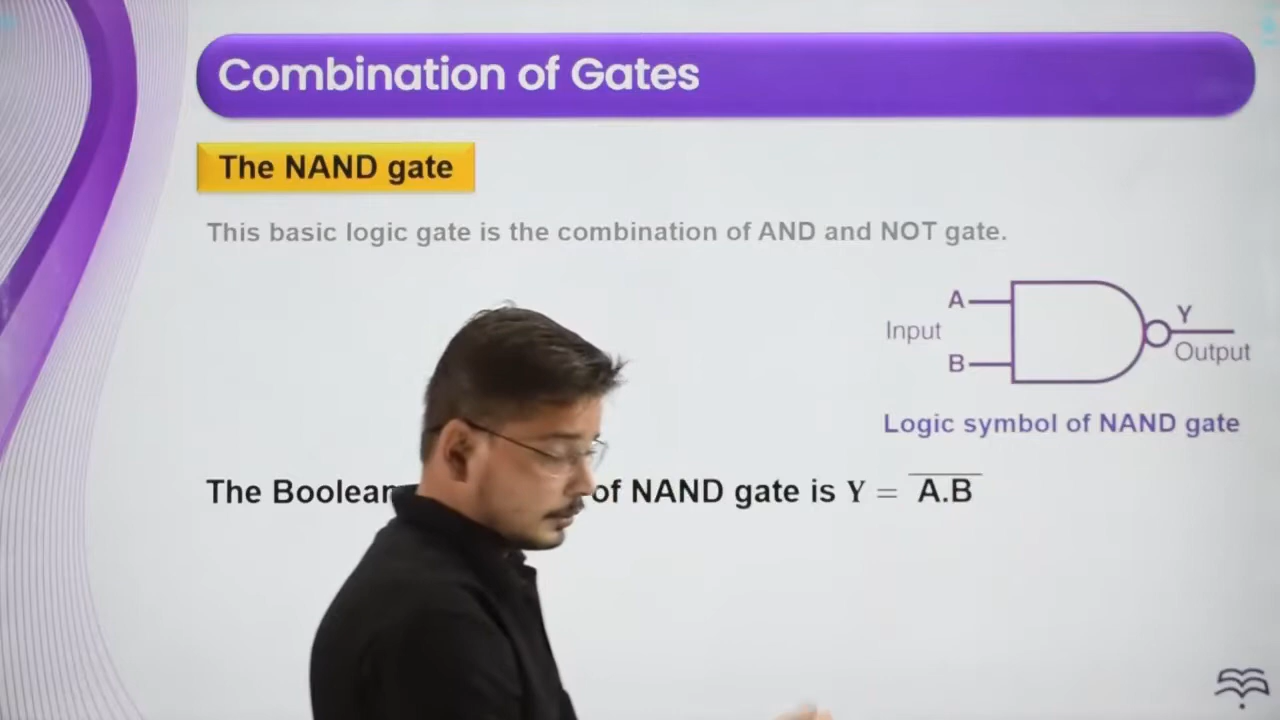 Combination of Gates
The NAND gate
This basic logic gate is the combination of AND and NOT gate.
A
Input
B
Y
Output
Logic symbol of NAND gate
The of NAND gate is Y = \overline{A.B}